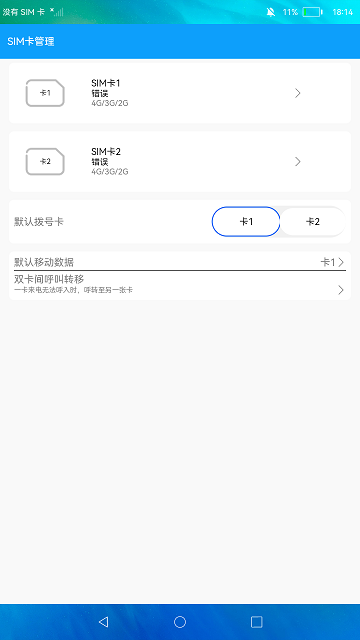 没有 SIM 卡
11%
18:14
SIM卡管理
卡1
SIM卡1
错误
4G/3G/2G
卡2
SIM卡2
错误
4G/3G/2G
默认拨号卡
卡1
卡2
默认移动数据
卡1
双卡间呼叫转移
一卡来电无法呼入时，呼转至另一张卡